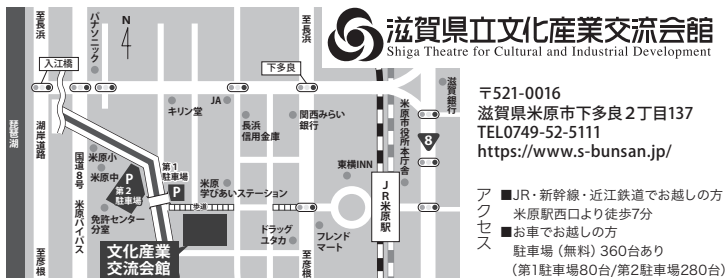 滋賀県立文化産業交流会館
Shiga Theatre for Cultural and Industrial Development
〒521-0016
滋賀県米原市下多良2丁目137
TEL0749-52-5111
https://www.s-bunsan.jp/
アクセス
■JR・新幹線・近江鉄道でお越しの方
米原駅西口より徒歩7分
■お車でお越しの方
駐車場（無料）360台あり
（第1駐車場80台/第2駐車場280台）
至長浜
パナソニック
N
至長浜
入江橋
下多良
キリン堂
JA
長浜
信用金庫
関西みらい
銀行
米原市役所本庁舎
滋賀銀行
8
琵琶湖
湖岸道路
国道8号 米原バイパス
米原小
米原中
P
第2
駐車場
第1
駐車場
P
米原
学びあいステーション
歩道
東横INN
JR米原駅
免許センター
分室
文化産業
交流会館
ドラッグ
ユタカ
フレンド
マート
至彦根
至彦根